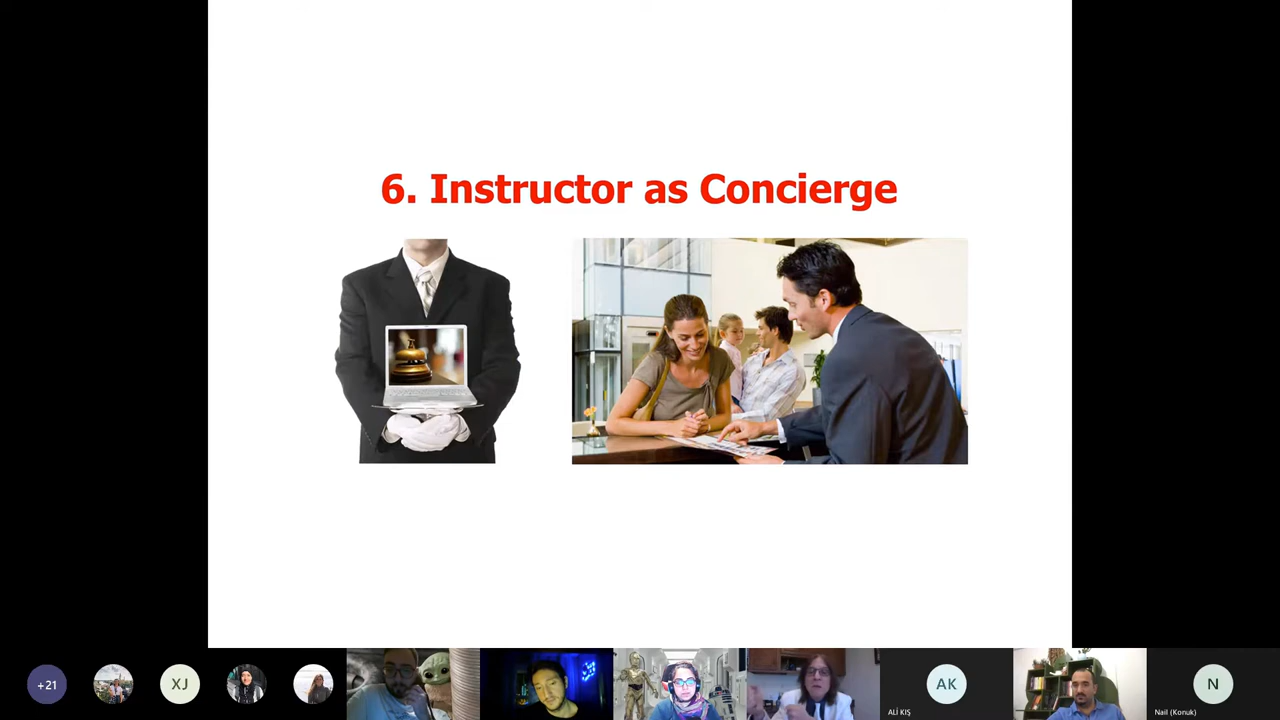 6. Instructor as Concierge
+21
XJ
AK
ALİ KIŞ
N
Nail (Konuk)